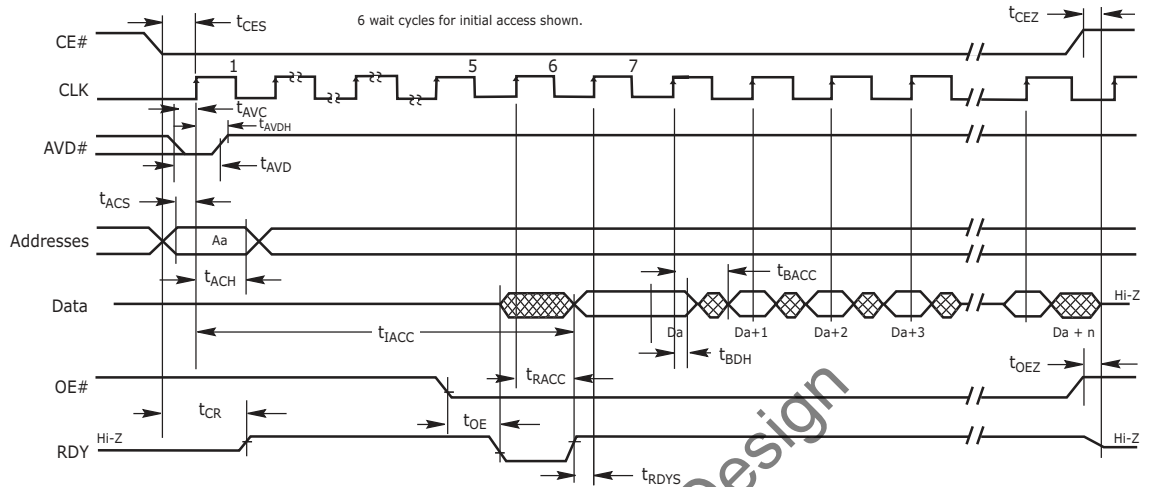 6 wait cycles for initial access shown.
tCES
tCEZ
CE#
1
5
6
7
CLK
tAVC
tAVDH
AVD#
tAVD
tACS
Addresses
Aa
tACH
tBACC
Data
Hi-Z
Da
Da+1
Da+2
Da+3
Da + n
tIACC
tBDH
tRACC
tOEZ
OE#
tCR
tOE
Hi-Z
RDY
Hi-Z
tRDYS
Design